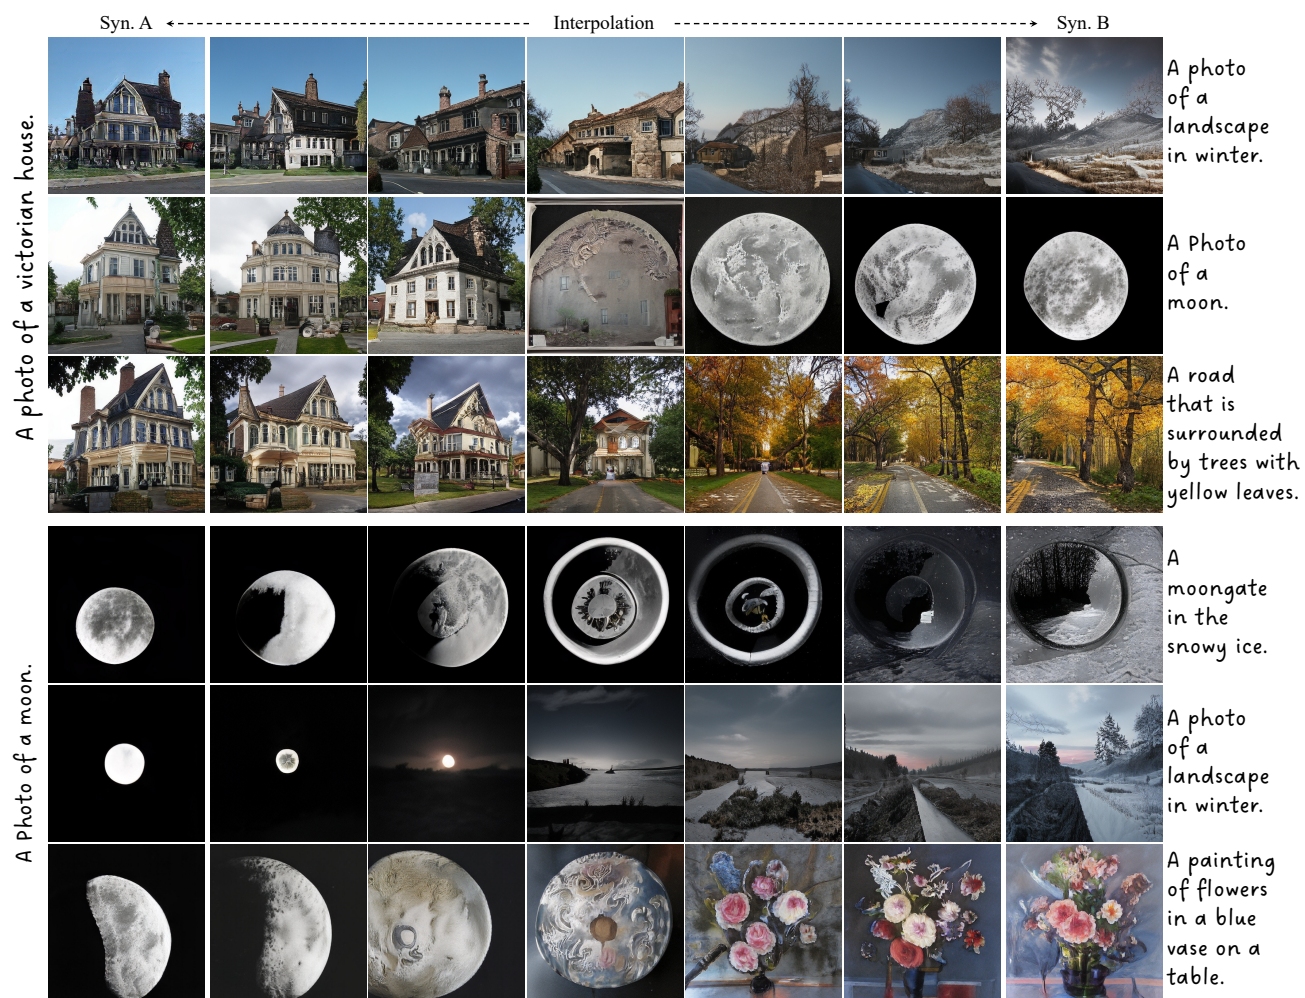 Syn. A
Interpolation
Syn. B
A photo of a victorian house.
A photo
of a
landscape
in winter.
A Photo
of a
moon.
A road
that is
surrounded
by trees with
yellow leaves.
A Photo of a moon.
A
moongate
in the
snowy ice.
A photo
of a
landscape
in winter.
A painting
of flowers
in a blue
vase on a
table.